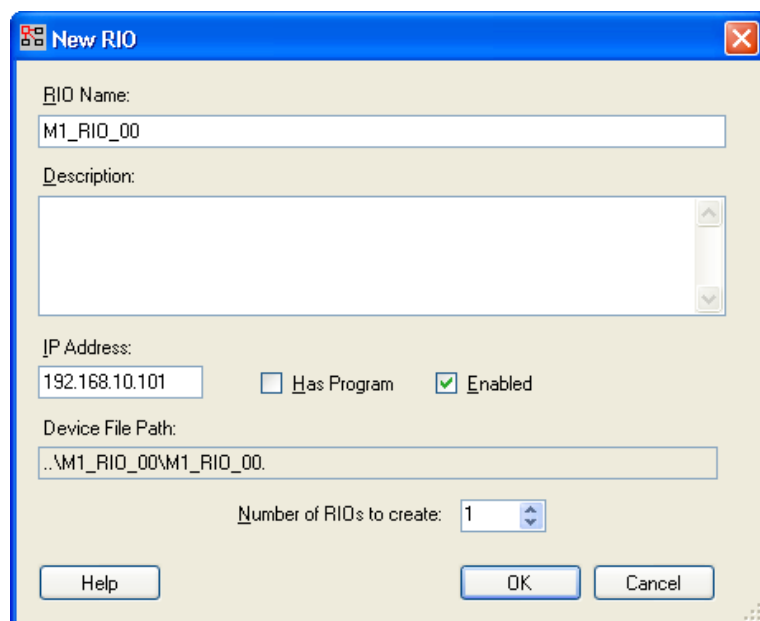 New RIO
RIO Name:
M1_RIO_00
Description:
IP Address:
192.168.10.101
Has Program
Enabled
Device File Path:
..\M1_RIO_00\M1_RIO_00.
Number of RIOs to create:
1
Help
OK
Cancel